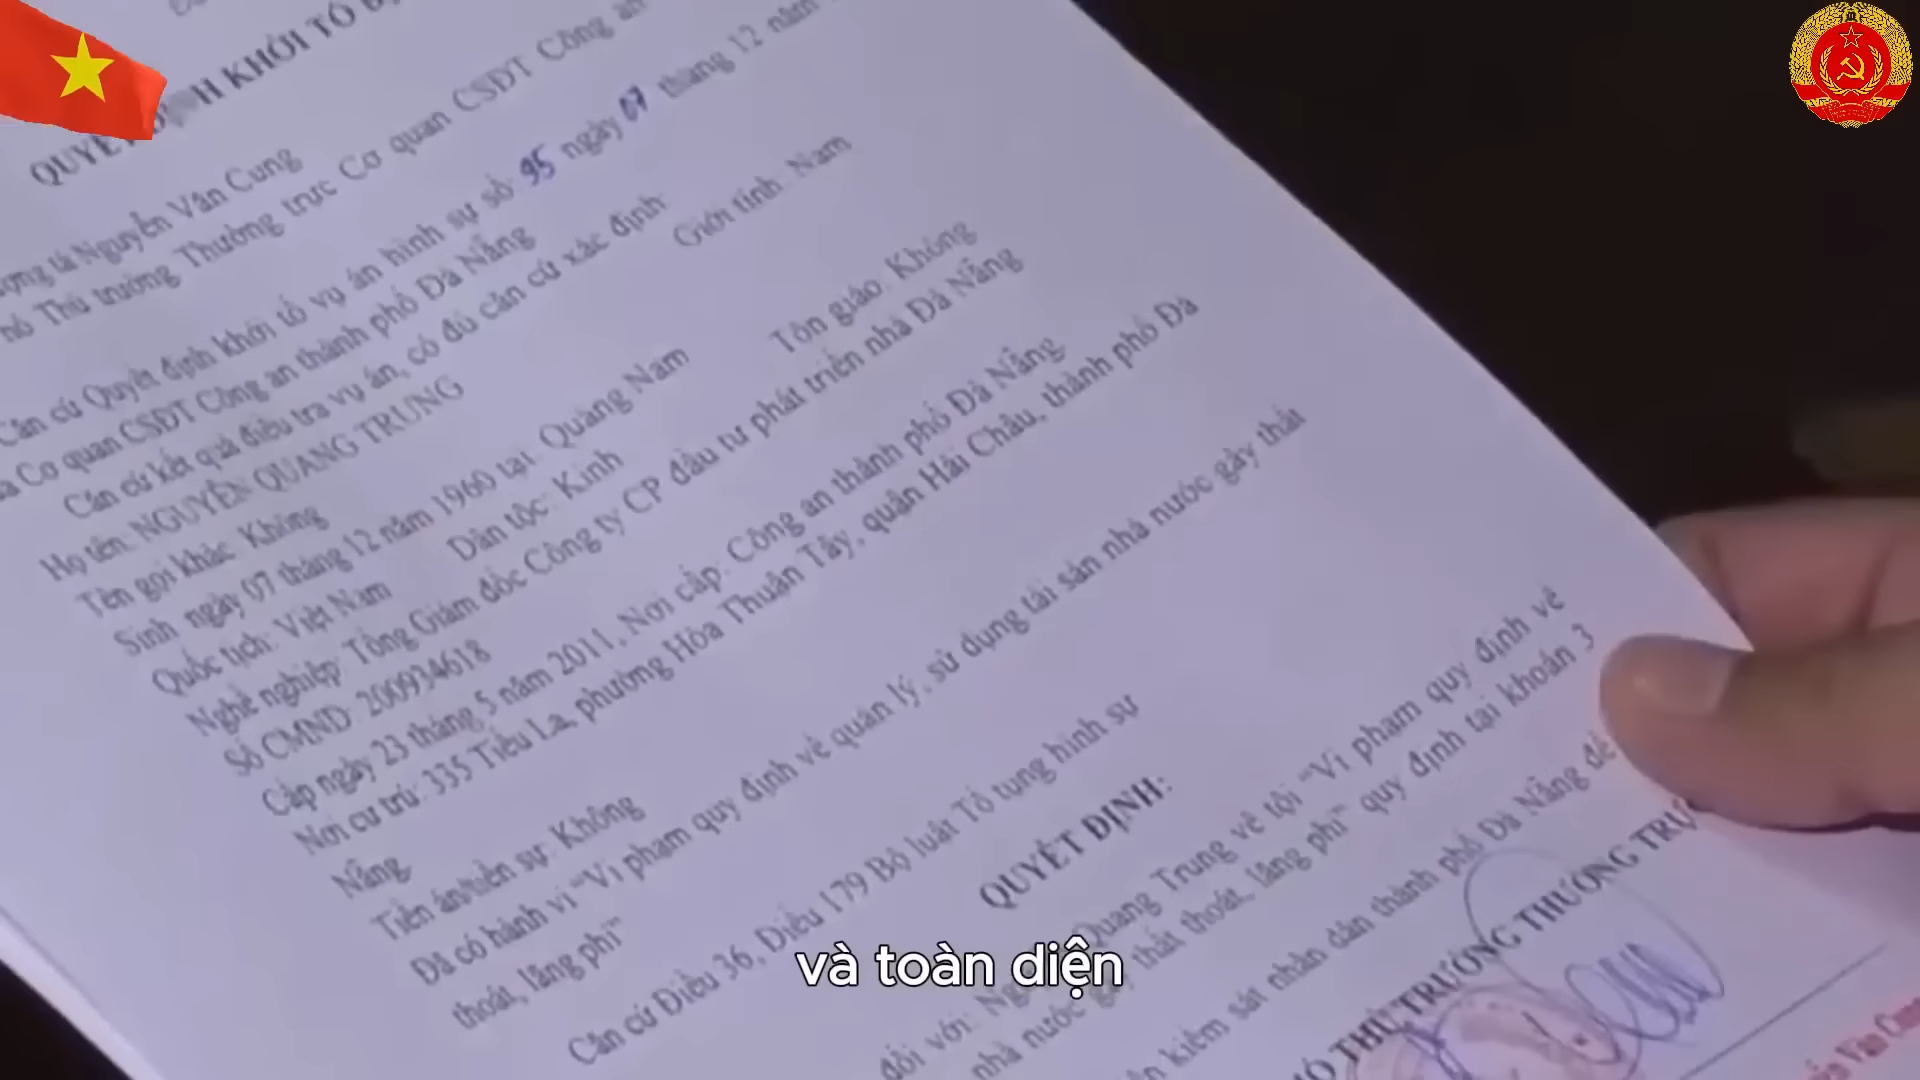 QUYẾT ĐỊNH KHỞI TỐ B
Nguyễn Văn Cung
Thủ trưởng Thường trực Cơ quan CSĐT Công an
Căn cứ Quyết định khởi tố vụ án hình sự số: 95 ngày 07 tháng 12 năm
Cơ quan CSĐT Công an thành phố Đà Nẵng
Căn cứ kết quả điều tra vụ án, có đủ căn cứ xác định:
Họ tên: NGUYỄN QUANG TRUNG Giới tính: Nam
Tên gọi khác: Không
Sinh ngày 07 tháng 12 năm 1960 tại: Quảng Nam
Quốc tịch: Việt Nam Dân tộc: Kinh Tôn giáo: Không
Nghề nghiệp: Tổng Giám đốc Công ty CP đầu tư phát triển nhà Đà Nẵng
Số CMND: 200934618
Cấp ngày 23 tháng 5 năm 2011, Nơi cấp: Công an thành phố Đà Nẵng.
Nơi cư trú: 335 Tiểu La, phường Hòa Thuận Tây, quận Hải Châu, thành phố Đà
Nẵng
Tiền án/tiền sự: Không
Đã có hành vi "Vi phạm quy định về quản lý, sử dụng tài sản nhà nước gây thất
thoát, lãng phí"
Căn cứ Điều 36, Điều 179 Bộ luật Tố tụng hình sự
QUYẾT ĐỊNH:
đối với: Quang Trung về tội "Vi phạm quy định về
nhà nước gây thất thoát, lãng phí" quy định tại khoản 3
kiểm sát nhân dân thành phố Đà Nẵng để
THỦ TRƯỞNG THƯỜNG TRỰC
Văn Cung
và toàn diện